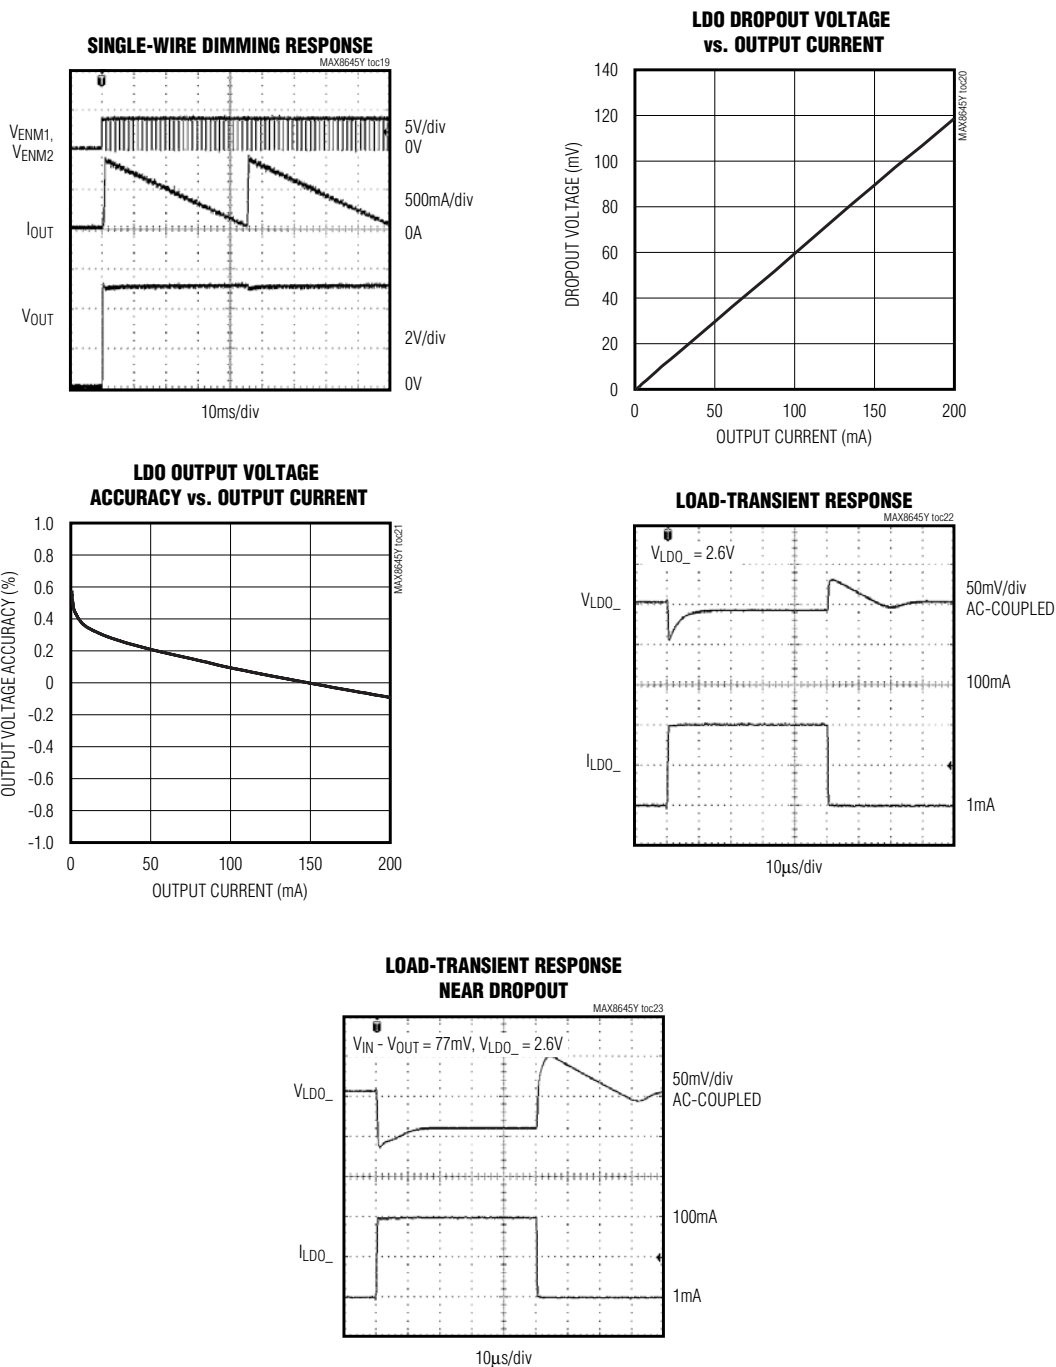 SINGLE-WIRE DIMMING RESPONSE
MAX8645Y toc19
VENM1,
VENM2
5V/div
0V
500mA/div
IOUT
0A
VOUT
2V/div
0V
10ms/div
LDO DROPOUT VOLTAGE
vs. OUTPUT CURRENT
MAX8645Y toc20
DROPOUT VOLTAGE (mV)
140
120
100
80
60
40
20
0
0 50 100 150 200
OUTPUT CURRENT (mA)
LDO OUTPUT VOLTAGE
ACCURACY vs. OUTPUT CURRENT
MAX8645Y toc21
OUTPUT VOLTAGE ACCURACY (%)
1.0
0.8
0.6
0.4
0.2
0
-0.2
-0.4
-0.6
-0.8
-1.0
0 50 100 150 200
OUTPUT CURRENT (mA)
LOAD-TRANSIENT RESPONSE
MAX8645Y toc22
VLDO_ = 2.6V
VLDO_
50mV/div
AC-COUPLED
100mA
ILDO_
1mA
10μs/div
LOAD-TRANSIENT RESPONSE
NEAR DROPOUT
MAX8645Y toc23
VIN - VOUT = 77mV, VLDO_ = 2.6V
VLDO_
50mV/div
AC-COUPLED
100mA
ILDO_
1mA
10μs/div